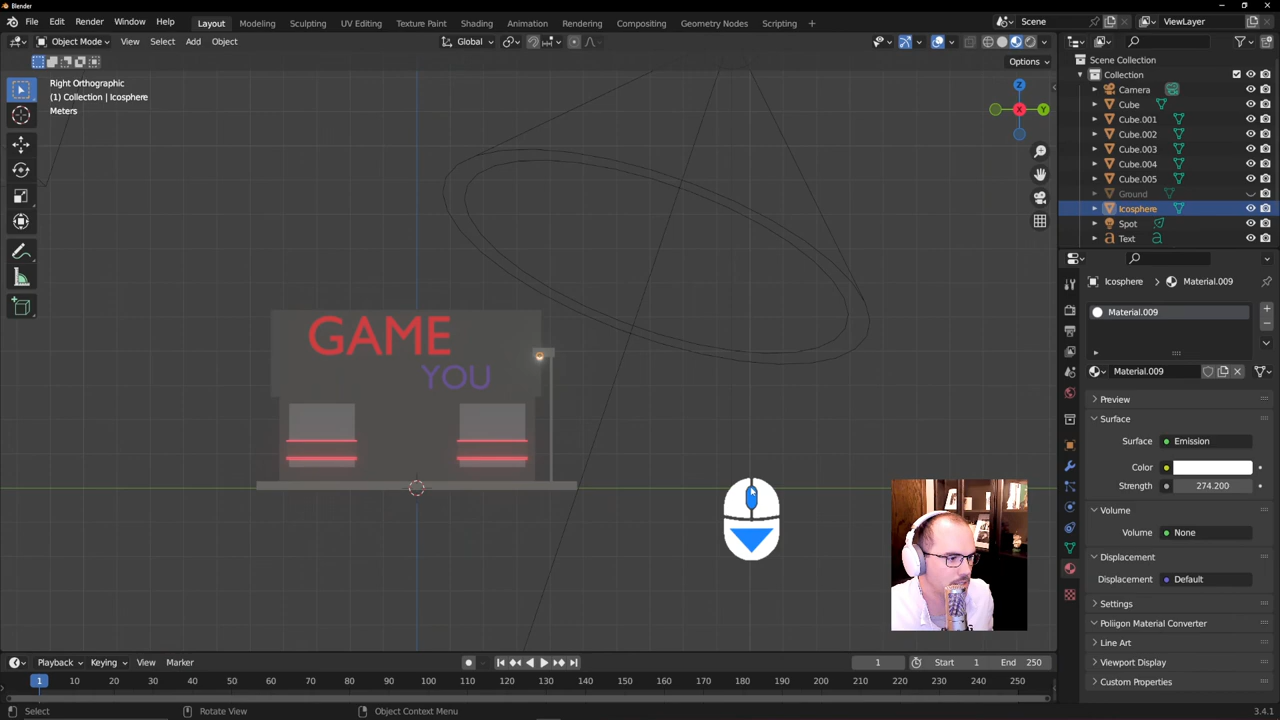 Blender
File Edit Render Window Help
Layout Modeling Sculpting UV Editing Texture Paint Shading Animation Rendering Compositing Geometry Nodes Scripting +
Scene
ViewLayer
Object Mode View Select Add Object
Global
Options
Right Orthographic
(1) Collection | Icosphere
Meters
Z
X
Y
GAME
YOU
Scene Collection
Collection
Camera
Cube
Cube.001
Cube.002
Cube.003
Cube.004
Cube.005
Ground
Icosphere
Spot
Text
Icosphere > Material.009
Material.009
Material.009
Preview
Surface
Surface Emission
Color
Strength 274.200
Volume
Volume None
Displacement
Displacement Default
Settings
Poliigon Material Converter
Line Art
Viewport Display
Custom Properties
Playback Keying View Marker
1 Start 1 End 250
1 10 20 30 40 50 60 70 80 90 100 110 120 130 140 150 160 170 180 190 200 210 220 230 240 250
Select Rotate View Object Context Menu
3.4.1